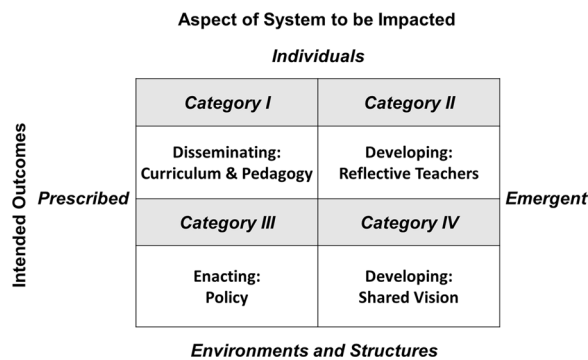 Aspect of System to be Impacted
Individuals
Category I
Category II
Disseminating:
Curriculum & Pedagogy
Developing:
Reflective Teachers
Intended Outcomes
Prescribed
Emergent
Category III
Category IV
Enacting:
Policy
Developing:
Shared Vision
Environments and Structures